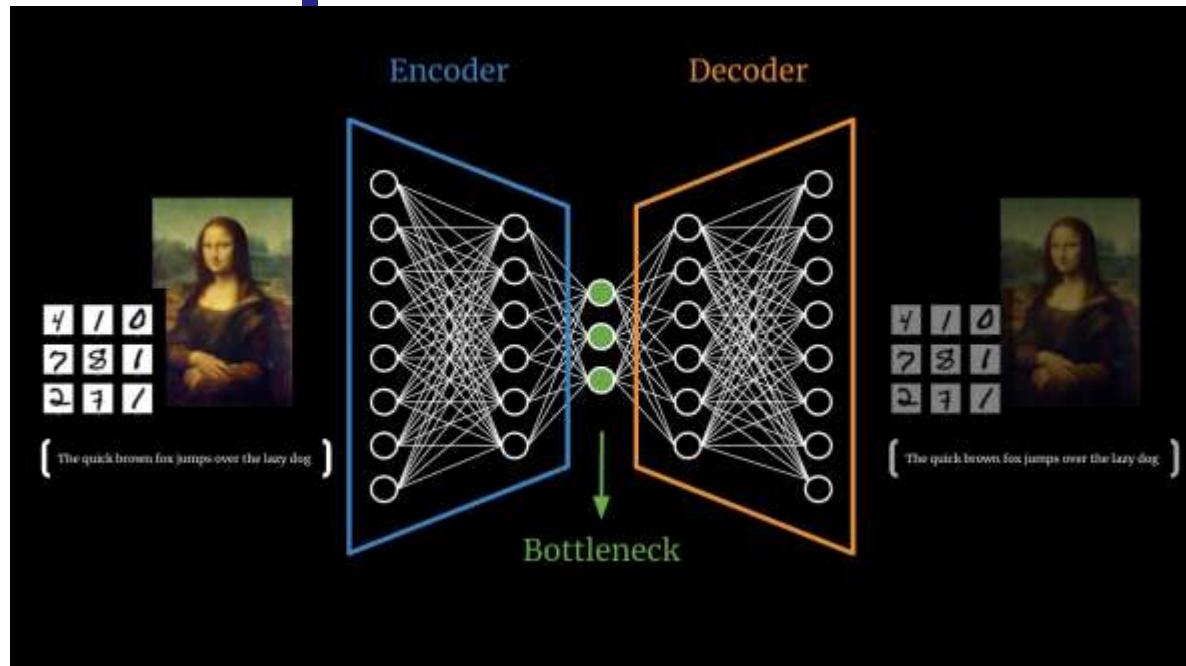 Encoder
Decoder
4 1 0
7 8 1
2 7 1
The quick brown fox jumps over the lazy dog
Bottleneck
4 1 0
7 8 1
2 7 1
The quick brown fox jumps over the lazy dog